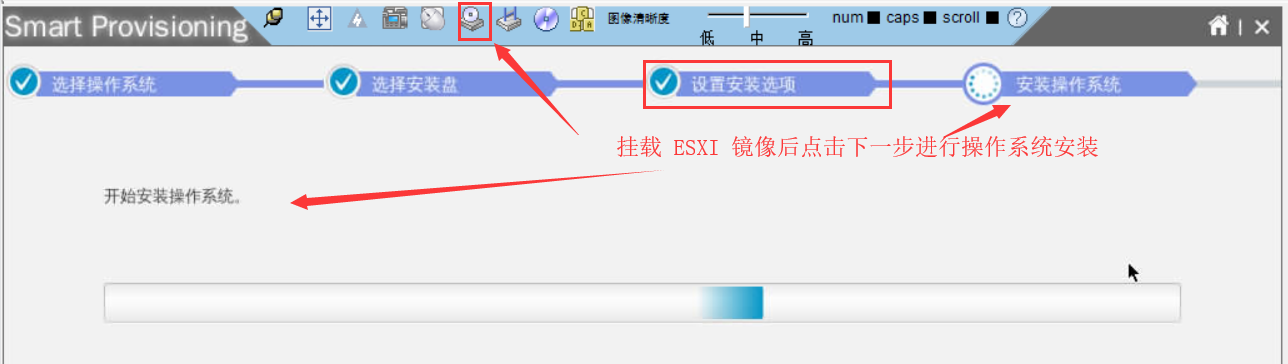 Smart Provisioning
图像清晰度
低 中 高
num caps scroll
选择操作系统
选择安装盘
设置安装选项
安装操作系统
挂载 ESXI 镜像后点击下一步进行操作系统安装
开始安装操作系统。